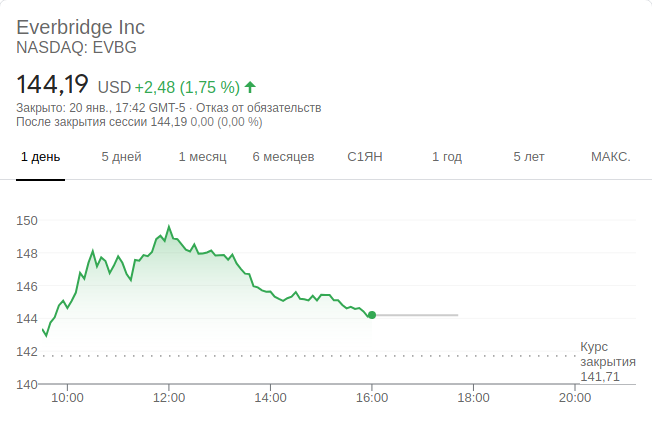 Everbridge Inc
NASDAQ: EVBG
144,19 USD +2,48 (1,75 %)
Закрыто: 20 янв., 17:42 GMT-5 · Отказ от обязательств
После закрытия сессии 144,19 0,00 (0,00 %)
1 день 5 дней 1 месяц 6 месяцев С1ЯН 1 год 5 лет МАКС.
150
148
146
144
142
140
Курс
закрытия
141,71
10:00 12:00 14:00 16:00 18:00 20:00